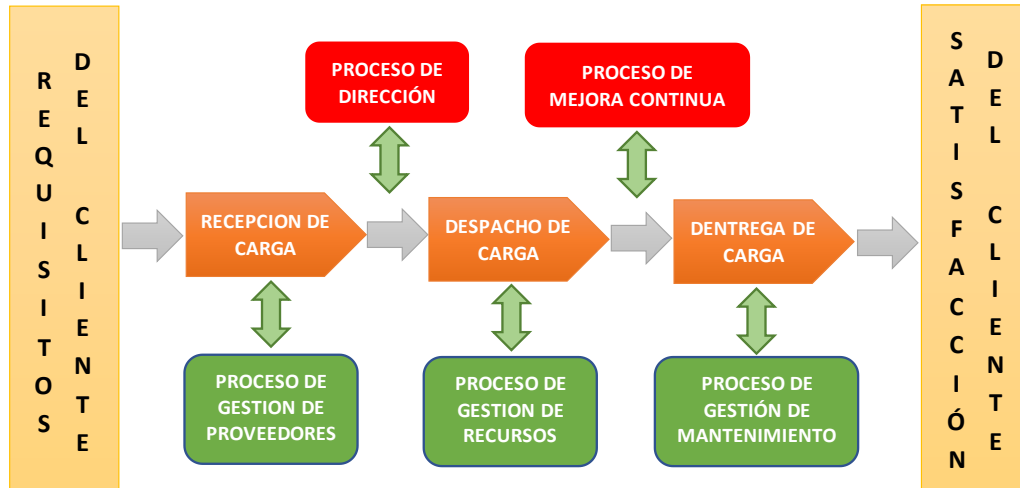 REQUISITOS
DEL CLIENTE
PROCESO DE
DIRECCIÓN
PROCESO DE
MEJORA CONTINUA
RECEPCION DE
CARGA
DESPACHO DE
CARGA
DENTREGA DE
CARGA
PROCESO DE
GESTION DE
PROVEEDORES
PROCESO DE
GESTION DE
RECURSOS
PROCESO DE
GESTIÓN DE
MANTENIMIENTO
SATISFACCIÓN
DEL CLIENTE